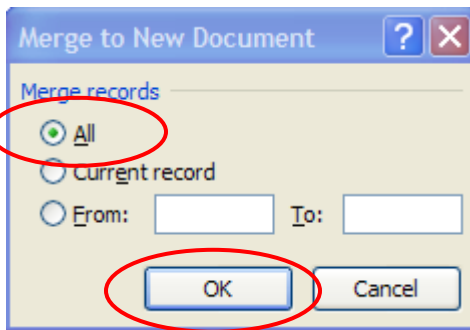 Merge to New Document ?
Merge records
All
Current record
From: To:
OK Cancel